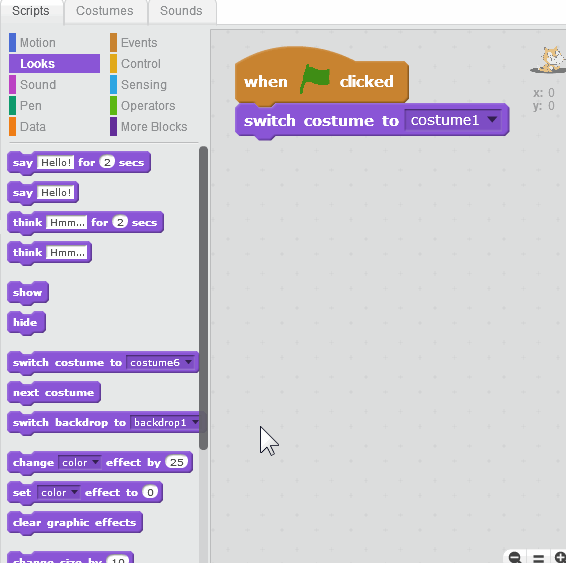 Scripts Costumes Sounds
Motion Events
Looks Control
Sound Sensing
Pen Operators
Data More Blocks
when clicked
switch costume to costume1
x: 0
y: 0
say Hello! for 2 secs
say Hello!
think Hmm... for 2 secs
think Hmm...
show
hide
switch costume to costume6
next costume
switch backdrop to backdrop1
change color effect by 25
set color effect to 0
clear graphic effects
change size by 10